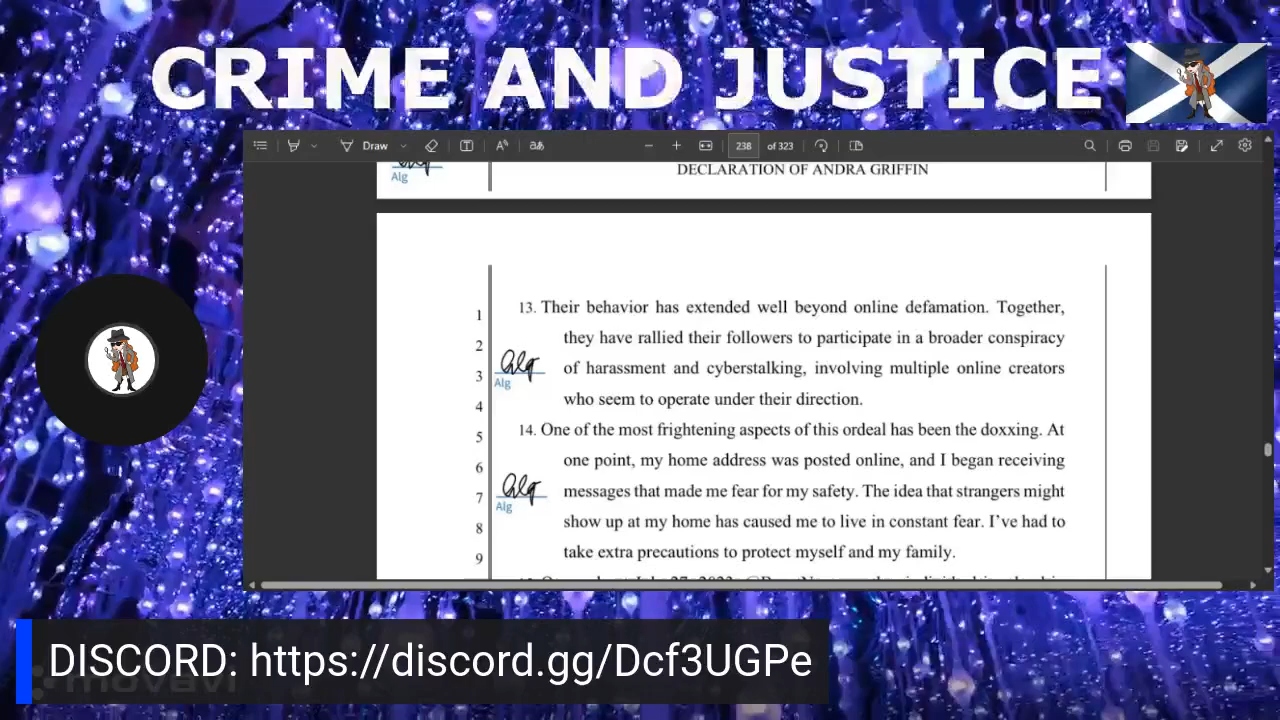 CRIME AND JUSTICE
Draw
238 of 323
Alg
DECLARATION OF ANDRA GRIFFIN
1
2
3
4
5
6
7
8
9
13. Their behavior has extended well beyond online defamation. Together,
they have rallied their followers to participate in a broader conspiracy
Alg
Alg
of harassment and cyberstalking, involving multiple online creators
who seem to operate under their direction.
14. One of the most frightening aspects of this ordeal has been the doxxing. At
one point, my home address was posted online, and I began receiving
Alg
Alg
messages that made me fear for my safety. The idea that strangers might
show up at my home has caused me to live in constant fear. I've had to
take extra precautions to protect myself and my family.
DISCORD: https://discord.gg/Dcf3UGPe
movavi